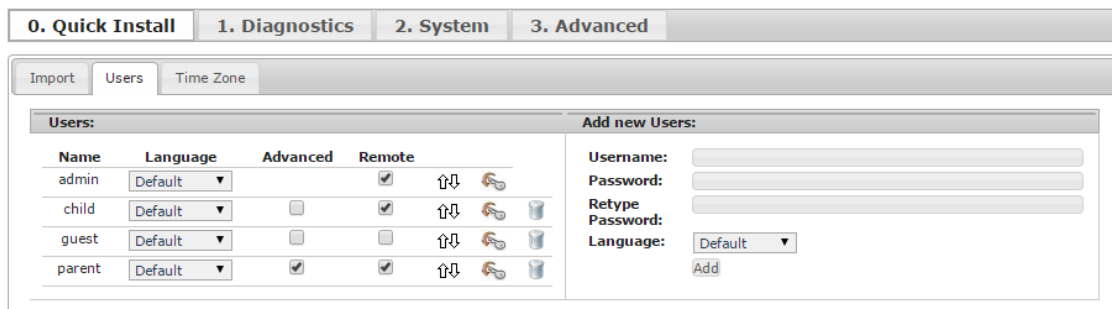 0. Quick Install 1. Diagnostics 2. System 3. Advanced
Import Users Time Zone
Users:
Name Language Advanced Remote
admin Default
child Default
guest Default
parent Default
Add new Users:
Username:
Password:
Retype
Password:
Language: Default
Add